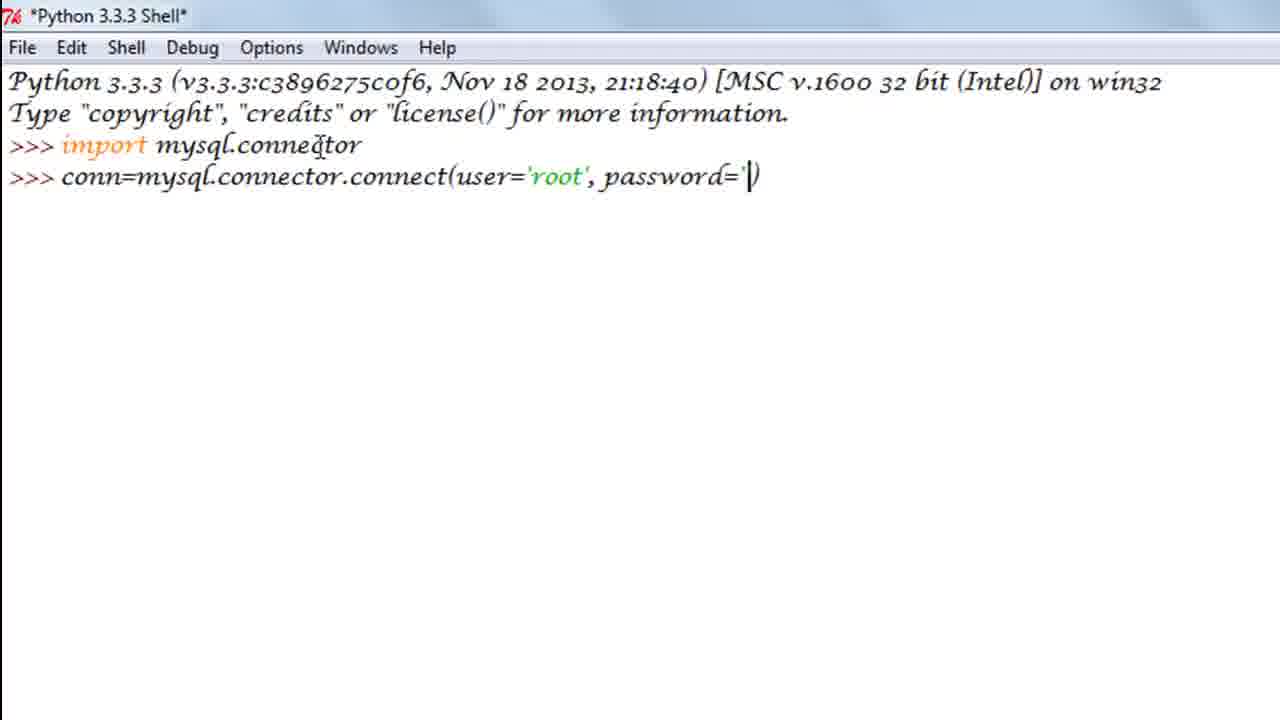 *Python 3.3.3 Shell*
File Edit Shell Debug Options Windows Help
Python 3.3.3 (v3.3.3:c3896275c0f6, Nov 18 2013, 21:18:40) [MSC v.1600 32 bit (Intel)] on win32
Type "copyright", "credits" or "license()" for more information.
>>> import mysql.connector
>>> conn=mysql.connector.connect(user='root', password=')